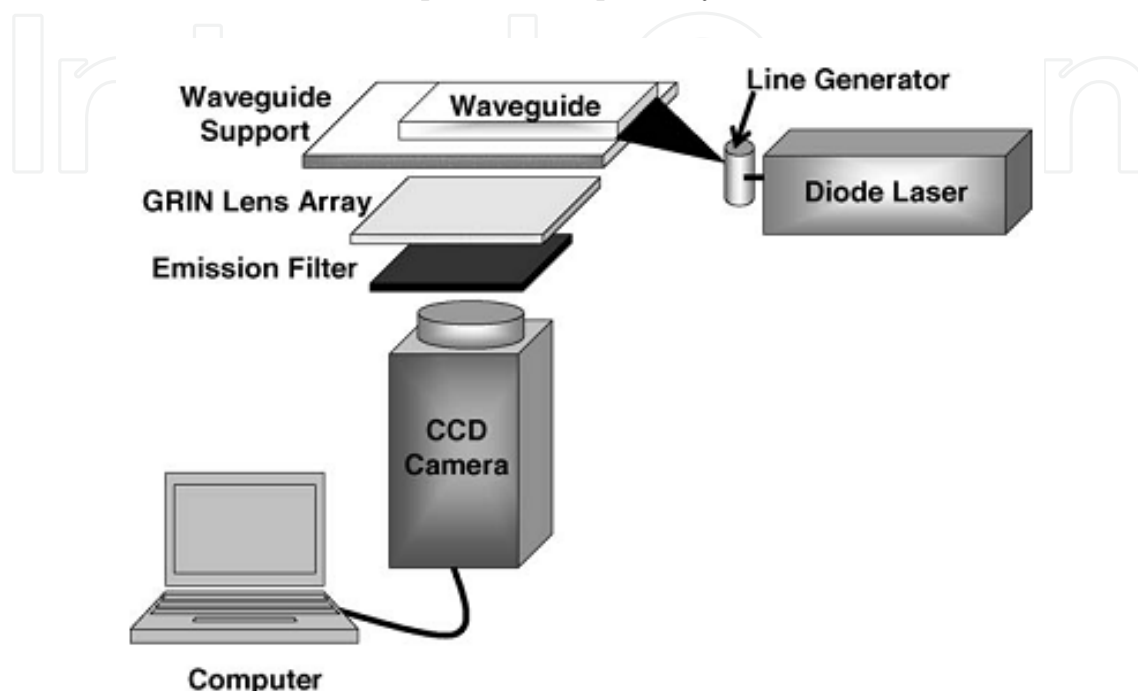 Line Generator
Waveguide
Support
Waveguide
Diode Laser
GRIN Lens Array
Emission Filter
CCD
Camera
Computer